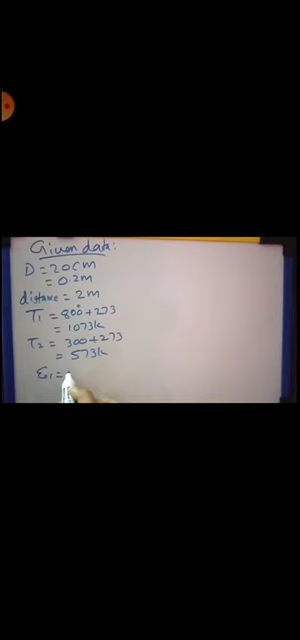 Given data:
D = 20cm
= 0.2m
distance = 2m
T1 = 800° + 273
= 1073k
T2 = 300 + 273
= 573k
ε1 =